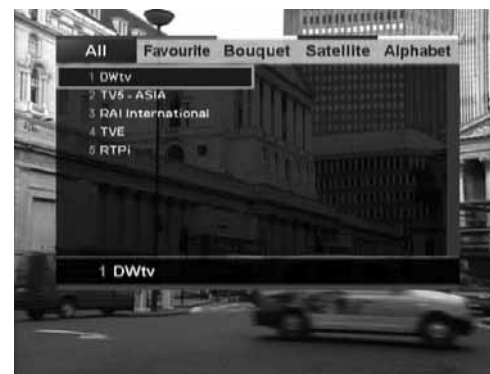 All Favourite Bouquet Satellite Alphabet
1 DWtv
2 TV5 - ASIA
3 RAI International
4 TVE
5 RTPi
1 DWtv